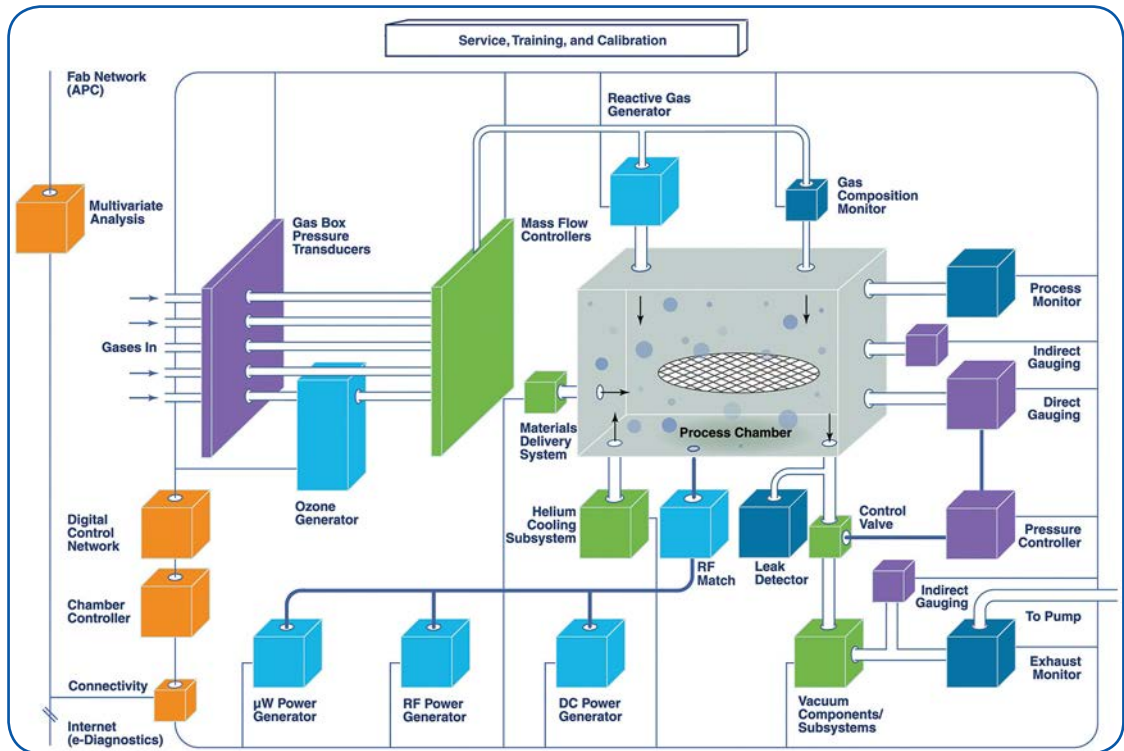 Service, Training, and Calibration
Fab Network
(APC)
Reactive Gas
Generator
Multivariate
Analysis
Gas Box
Pressure
Transducers
Mass Flow
Controllers
Gas
Composition
Monitor
Process
Monitor
Gases In
Indirect
Gauging
Direct
Gauging
Materials
Delivery
System
Process Chamber
Ozone
Generator
Digital
Control
Network
Helium
Cooling
Subsystem
RF
Match
Leak
Detector
Control
Valve
Pressure
Controller
Chamber
Controller
Indirect
Gauging
To Pump
Exhaust
Monitor
Connectivity
µW Power
Generator
RF Power
Generator
DC Power
Generator
Vacuum
Components/
Subsystems
Internet
(e-Diagnostics)